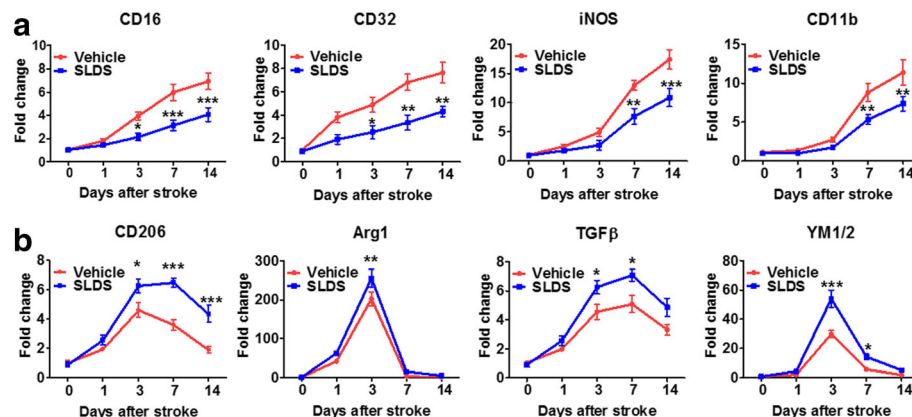 a
CD16
Fold change
10
8
6
4
2
0
Vehicle
SLDS
*
***
***
0 1 3 7 14
Days after stroke
CD32
Fold change
10
8
6
4
2
0
Vehicle
SLDS
*
**
**
0 1 3 7 14
Days after stroke
iNOS
Fold change
20
15
10
5
0
Vehicle
SLDS
**
***
0 1 3 7 14
Days after stroke
CD11b
Fold change
15
10
5
0
Vehicle
SLDS
**
**
0 1 3 7 14
Days after stroke
b
CD206
Fold change
8
6
4
2
0
Vehicle
SLDS
*
***
***
0 1 3 7 14
Days after stroke
Arg1
Fold change
300
200
100
0
Vehicle
SLDS
**
0 1 3 7 14
Days after stroke
TGFβ
Fold change
8
6
4
2
0
Vehicle
SLDS
*
*
0 1 3 7 14
Days after stroke
YM1/2
Fold change
80
60
40
20
0
Vehicle
SLDS
***
*
0 1 3 7 14
Days after stroke